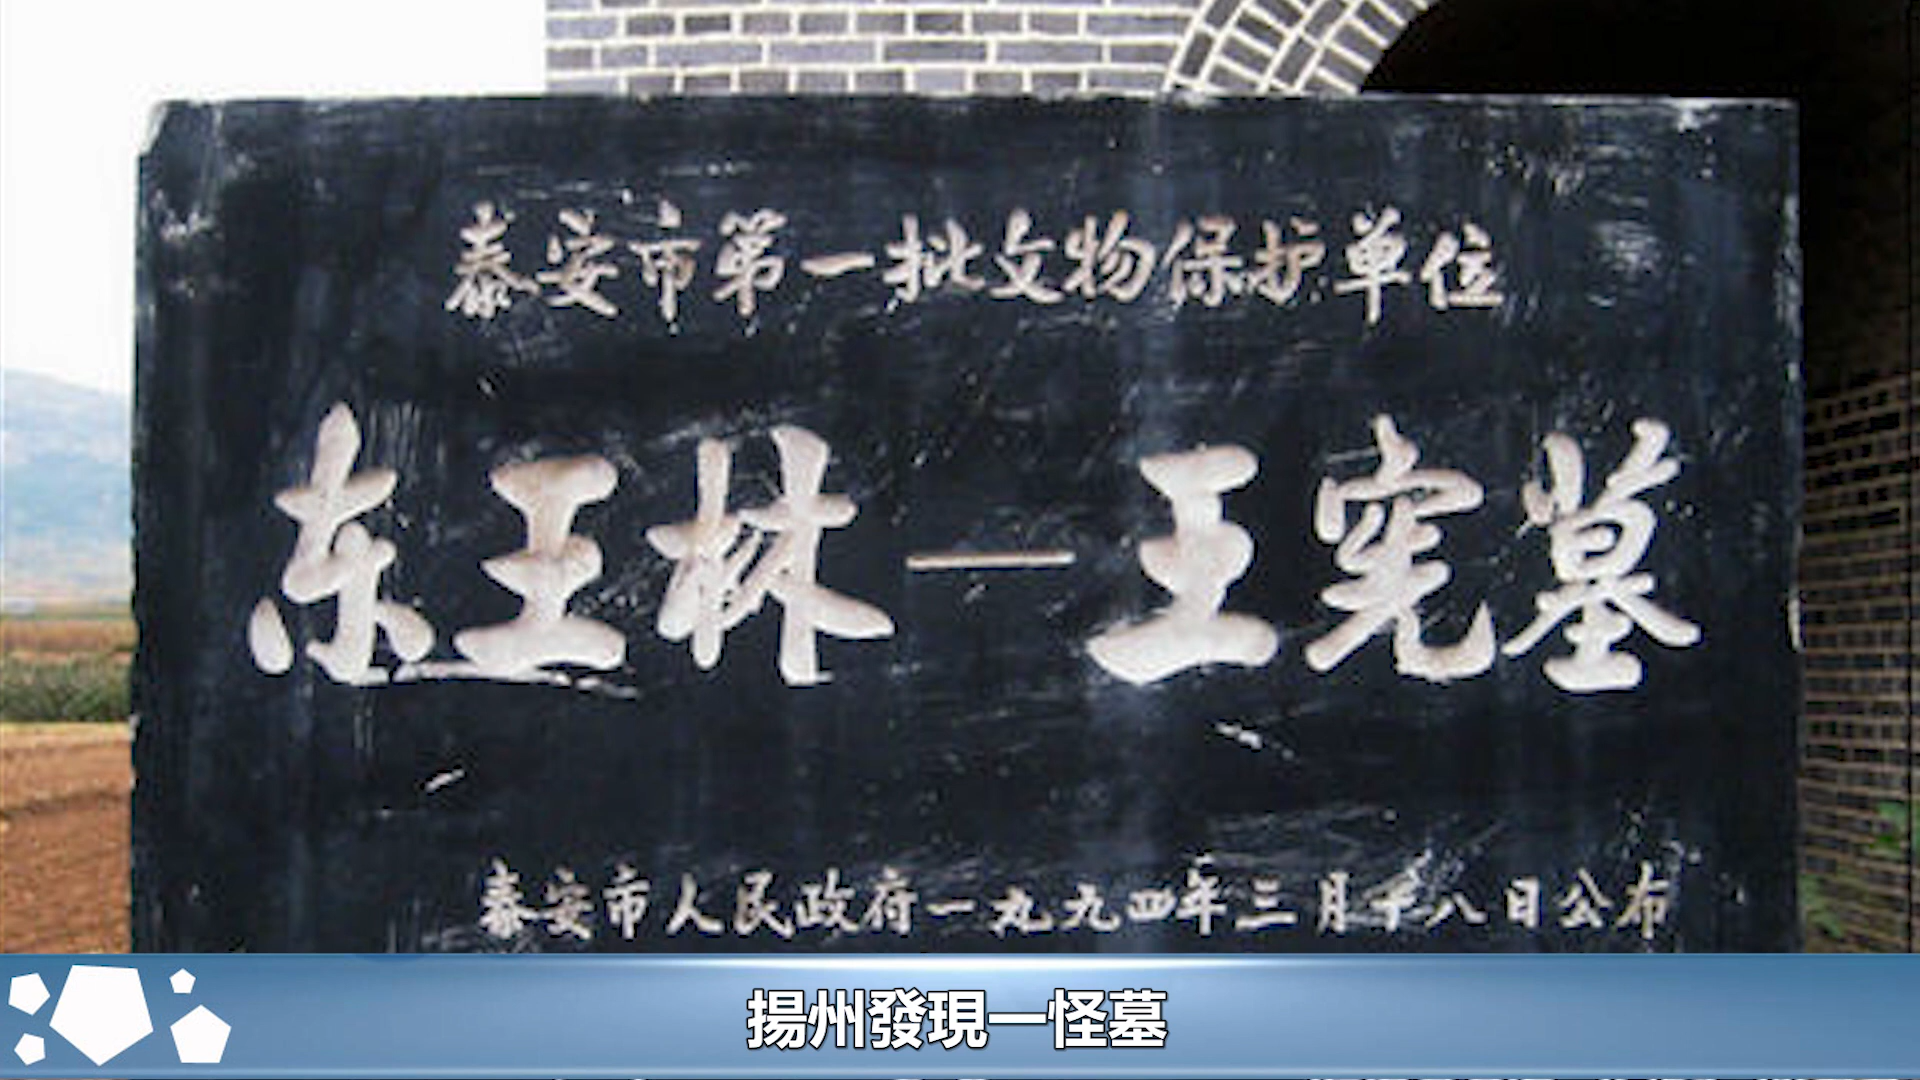 泰安市第一批文物保护单位
东王林—王宪墓
泰安市人民政府一九九四年三月十八日公布
揚州發現一怪墓